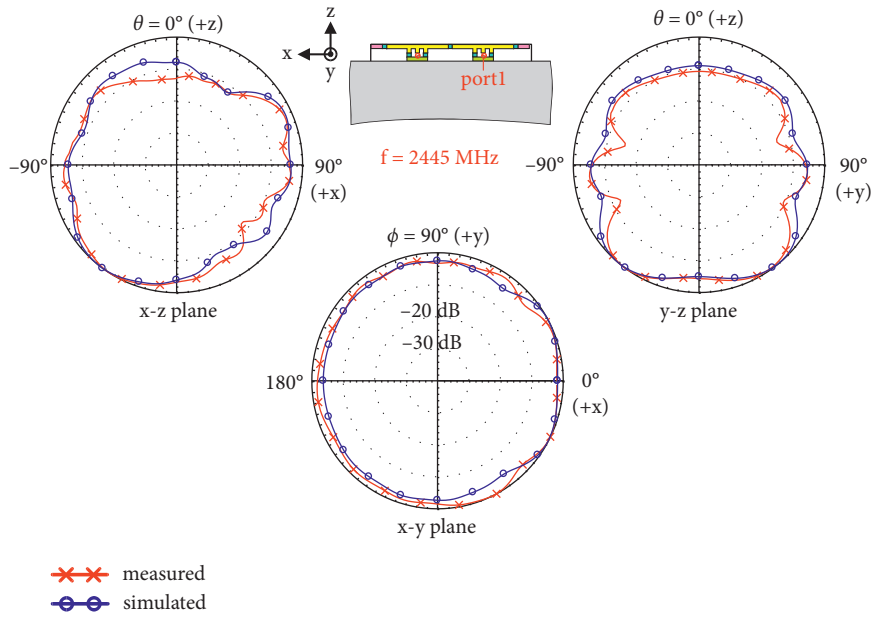 θ = 0° (+z)
z
x
y
port1
θ = 0° (+z)
−90°
90°
(+x)
f = 2445 MHz
−90°
90°
(+y)
x-z plane
ϕ = 90° (+y)
y-z plane
−20 dB
−30 dB
180°
0°
(+x)
x-y plane
measured
simulated